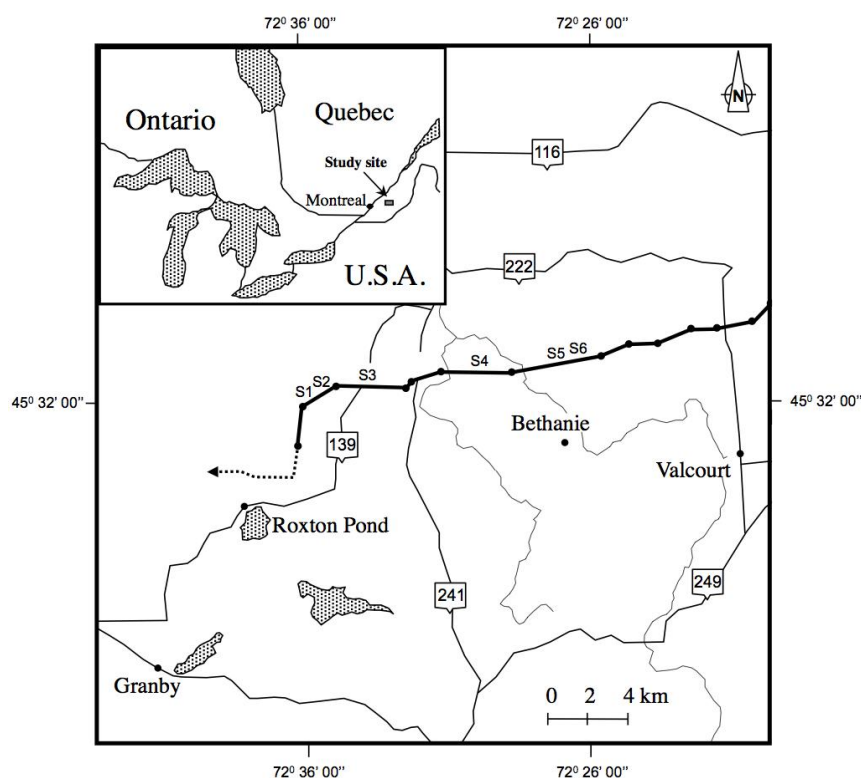 72⁰ 36' 00"
72⁰ 26' 00"
N
Ontario
Quebec
Study site
Montreal
U.S.A.
116
222
S1
S2
S3
S4
S5
S6
45⁰ 32' 00"
45⁰ 32' 00"
139
Bethanie
Valcourt
Roxton Pond
241
249
Granby
0 2 4 km
72⁰ 36' 00"
72⁰ 26' 00"